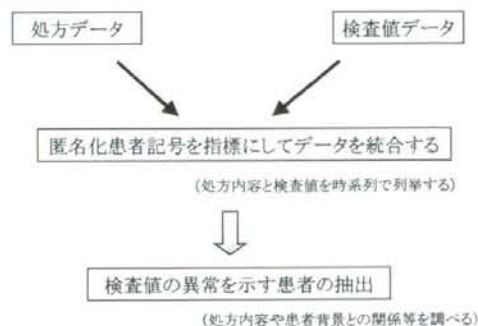 処方データ
検査値データ
匿名化患者記号を指標にしてデータを統合する
(処方内容と検査値を時系列で列挙する)
検査値の異常を示す患者の抽出
(処方内容や患者背景との関係等を調べる)